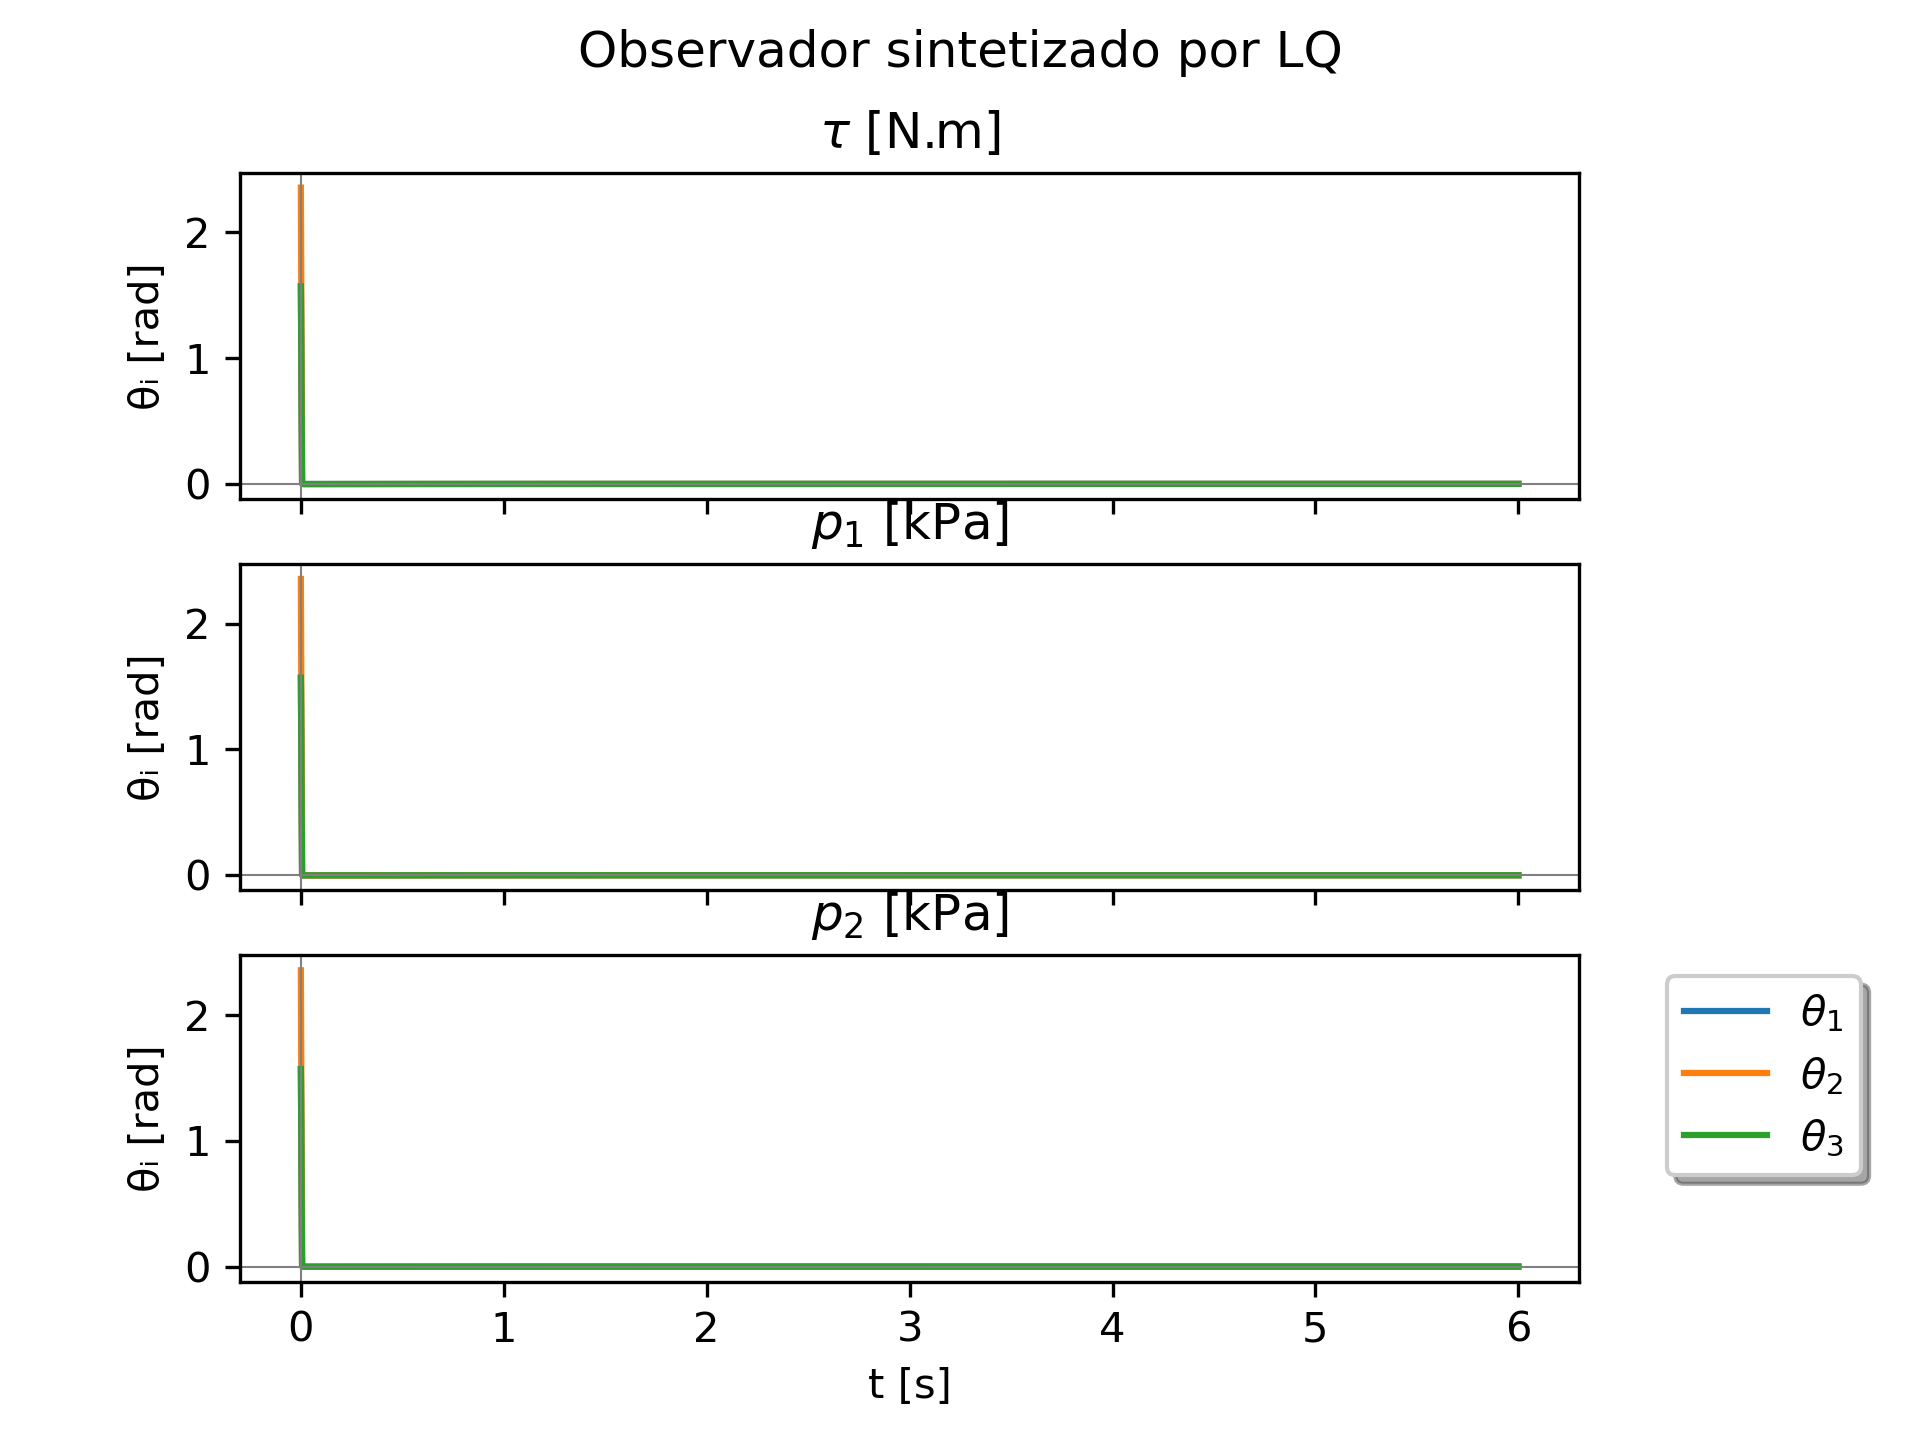 Observador sintetizado por LQ
τ [N.m]
θᵢ [rad]
2
1
0
p₁ [kPa]
θᵢ [rad]
2
1
0
p₂ [kPa]
θᵢ [rad]
2
1
0
0 1 2 3 4 5 6
t [s]
θ₁
θ₂
θ₃